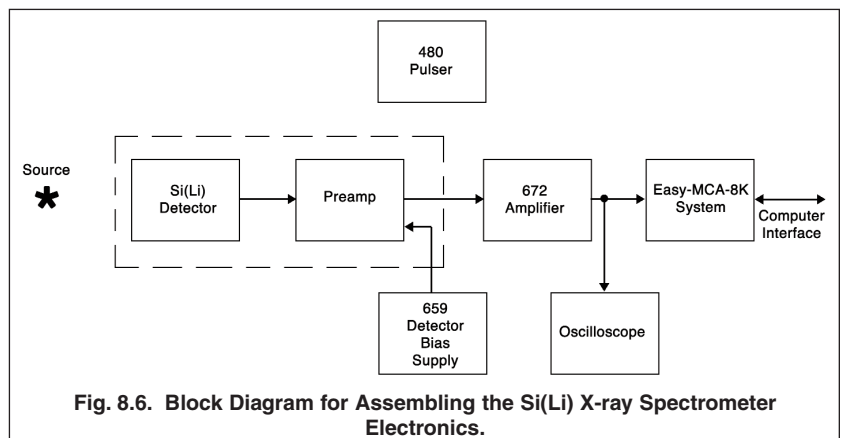 480
Pulser
Source
*
Si(Li)
Detector
Preamp
672
Amplifier
Easy-MCA-8K
System
Computer
Interface
659
Detector
Bias
Supply
Oscilloscope
Fig. 8.6. Block Diagram for Assembling the Si(Li) X-ray Spectrometer
Electronics.